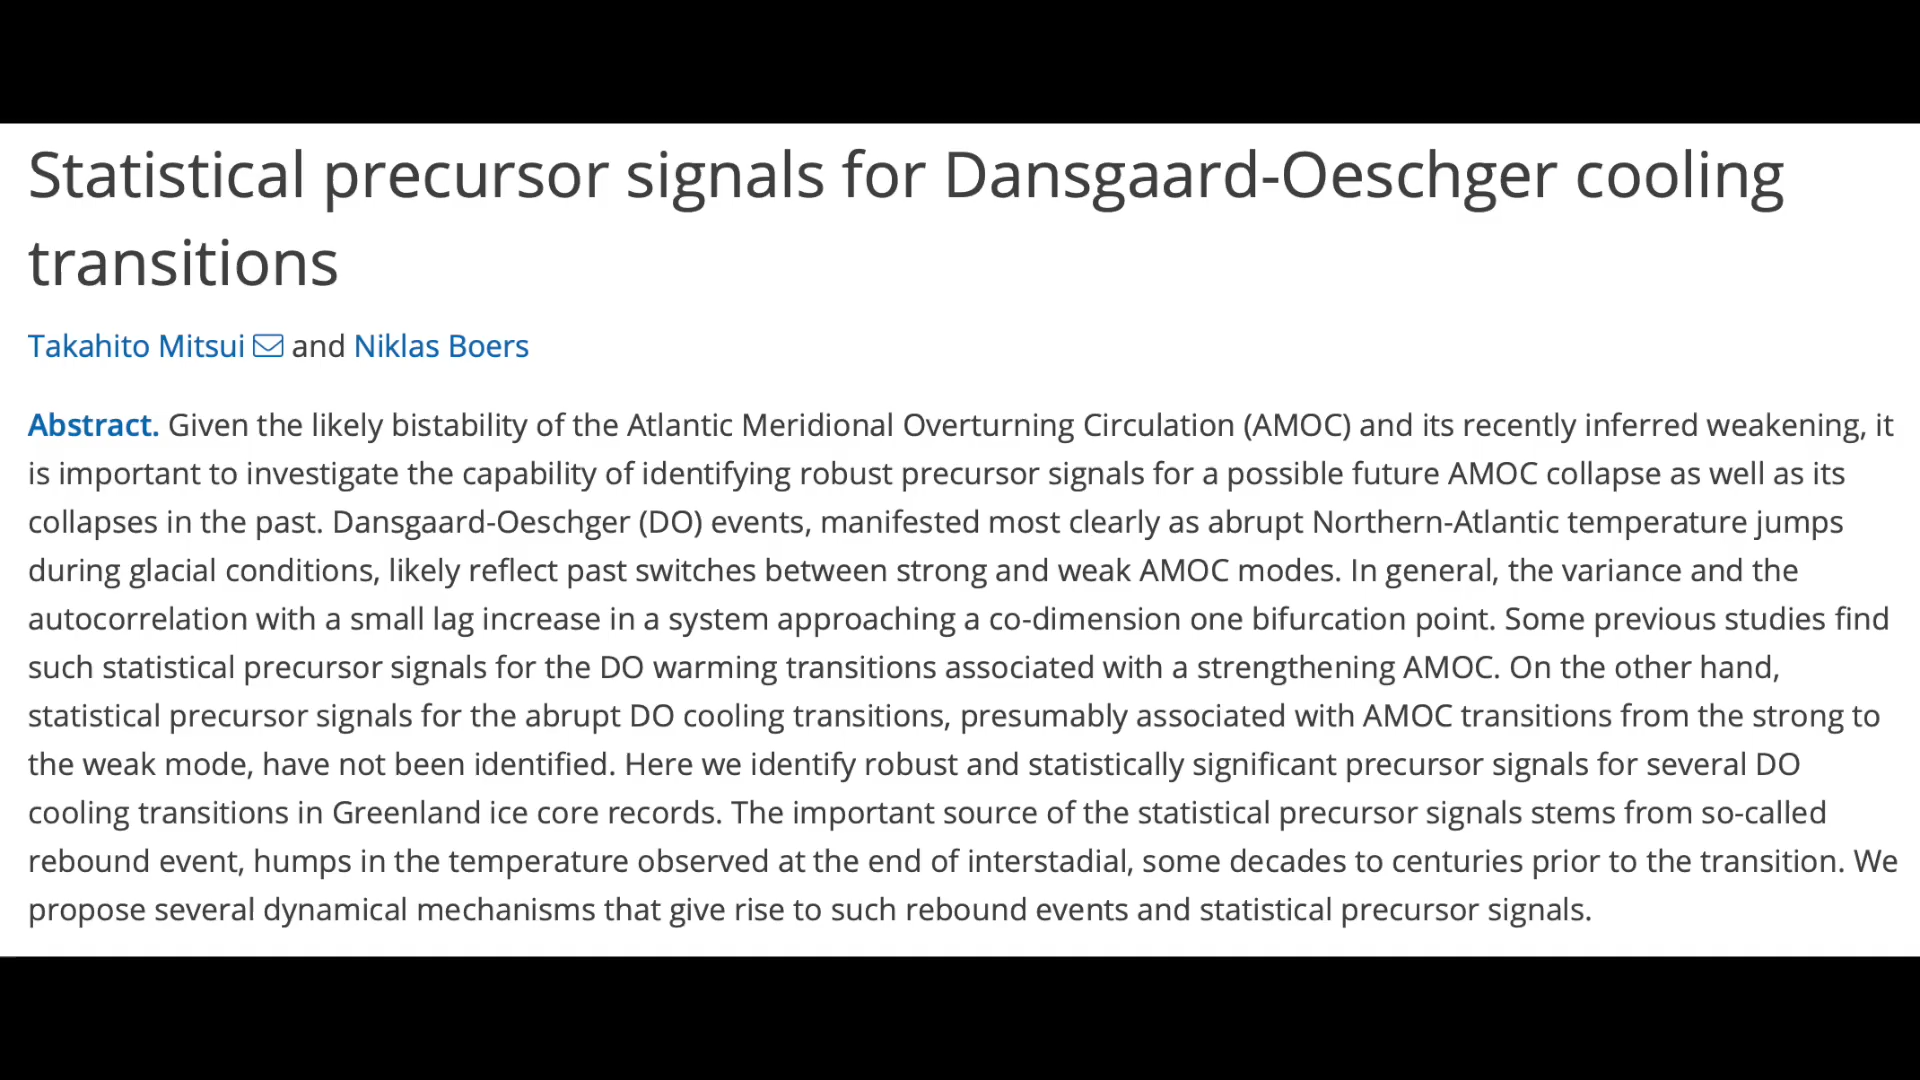 Statistical precursor signals for Dansgaard-Oeschger cooling
transitions
Takahito Mitsui and Niklas Boers
Abstract. Given the likely bistability of the Atlantic Meridional Overturning Circulation (AMOC) and its recently inferred weakening, it
is important to investigate the capability of identifying robust precursor signals for a possible future AMOC collapse as well as its
collapses in the past. Dansgaard-Oeschger (DO) events, manifested most clearly as abrupt Northern-Atlantic temperature jumps
during glacial conditions, likely reflect past switches between strong and weak AMOC modes. In general, the variance and the
autocorrelation with a small lag increase in a system approaching a co-dimension one bifurcation point. Some previous studies find
such statistical precursor signals for the DO warming transitions associated with a strengthening AMOC. On the other hand,
statistical precursor signals for the abrupt DO cooling transitions, presumably associated with AMOC transitions from the strong to
the weak mode, have not been identified. Here we identify robust and statistically significant precursor signals for several DO
cooling transitions in Greenland ice core records. The important source of the statistical precursor signals stems from so-called
rebound event, humps in the temperature observed at the end of interstadial, some decades to centuries prior to the transition. We
propose several dynamical mechanisms that give rise to such rebound events and statistical precursor signals.